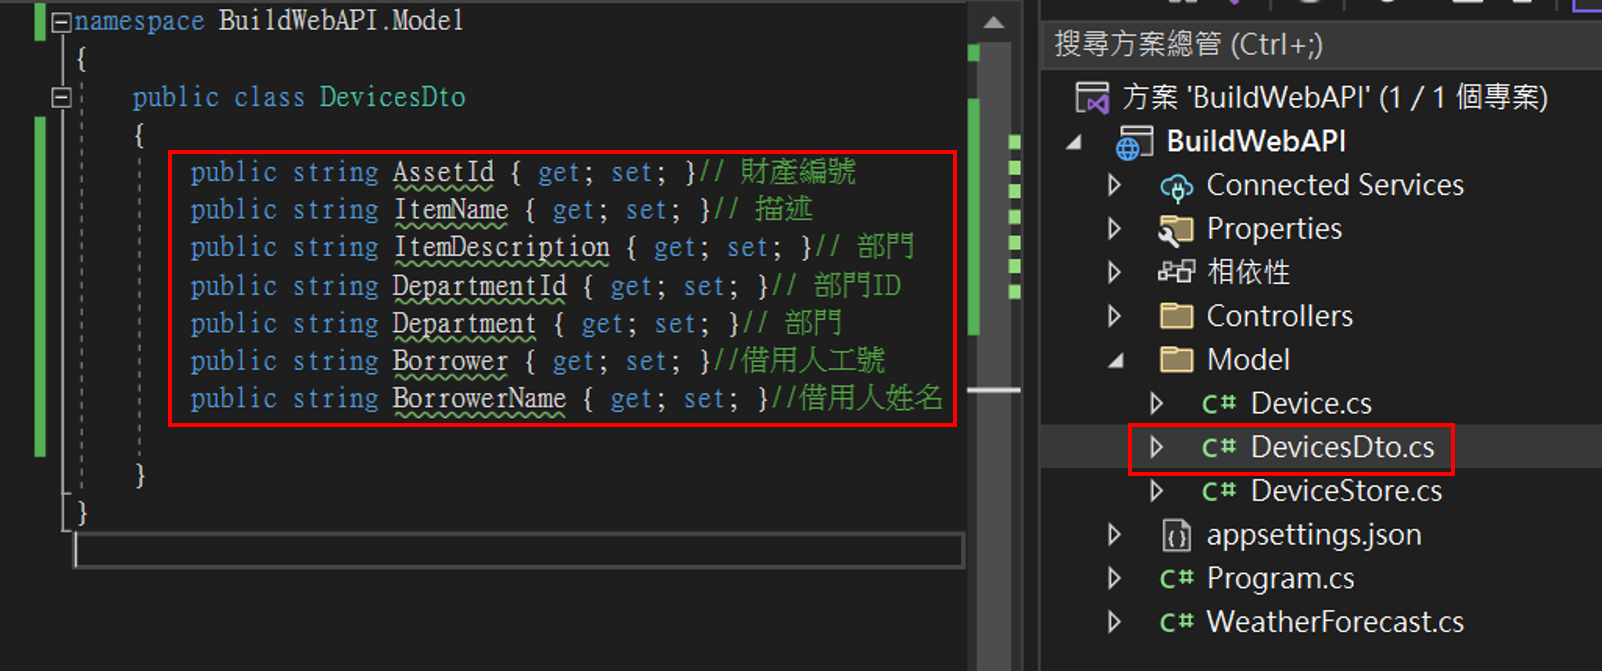 namespace BuildWebAPI.Model
{
public class DevicesDto
{
public string AssetId { get; set; }// 財產編號
public string ItemName { get; set; }// 描述
public string ItemDescription { get; set; }// 部門
public string DepartmentId { get; set; }// 部門ID
public string Department { get; set; }// 部門
public string Borrower { get; set; }//借用人工號
public string BorrowerName { get; set; }//借用人姓名
}
}
搜尋方案總管 (Ctrl+;)
方案 'BuildWebAPI' (1 / 1 個專案)
BuildWebAPI
Connected Services
Properties
相依性
Controllers
Model
C# Device.cs
C# DevicesDto.cs
C# DeviceStore.cs
appsettings.json
C# Program.cs
C# WeatherForecast.cs